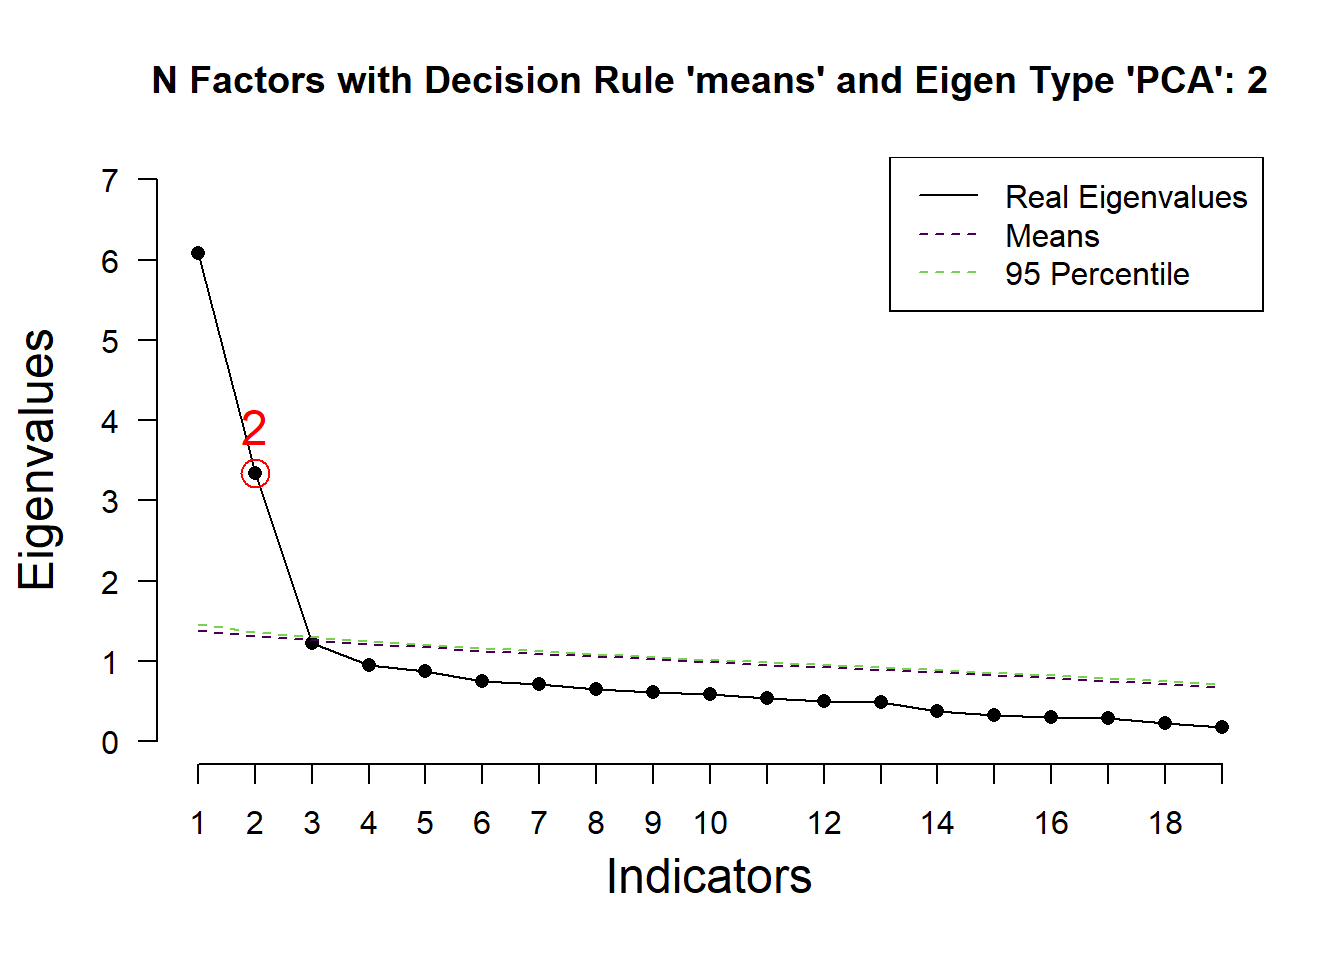 N Factors with Decision Rule 'means' and Eigen Type 'PCA': 2
Real Eigenvalues
Means
95 Percentile
7
6
5
4
3
2
1
0
Eigenvalues
2
1 2 3 4 5 6 7 8 9 10 12 14 16 18
Indicators